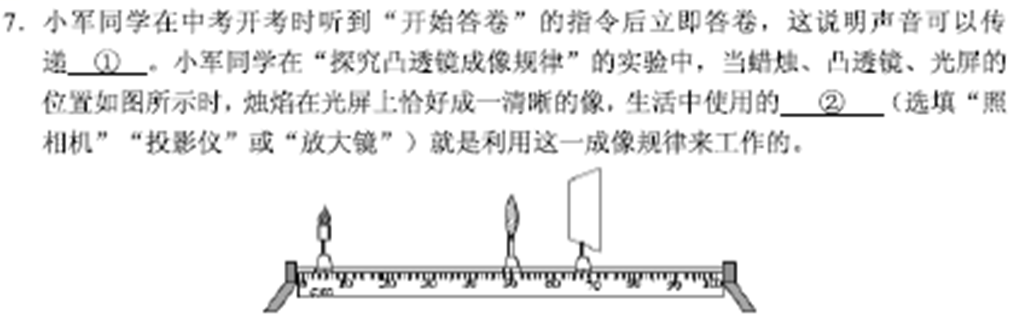 7. 小军同学在中考开考时听到“开始答卷”的指令后立即答卷，这说明声音可以传
递 ① 。小军同学在“探究凸透镜成像规律”的实验中，当蜡烛、凸透镜、光屏的
位置如图所示时，烛焰在光屏上恰好成一清晰的像，生活中使用的 ② （选填“照
相机”“投影仪”或“放大镜”）就是利用这一成像规律来工作的。
cm 10